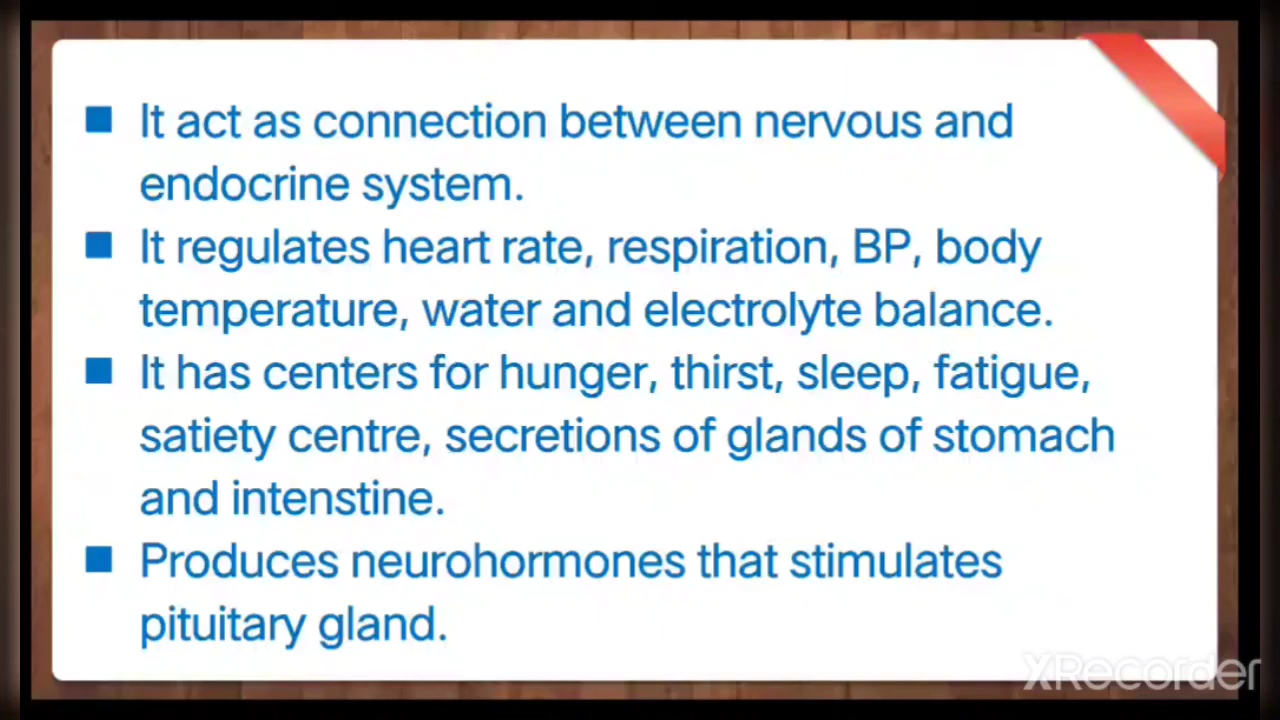 ■ It act as connection between nervous and
endocrine system.
■ It regulates heart rate, respiration, BP, body
temperature, water and electrolyte balance.
■ It has centers for hunger, thirst, sleep, fatigue,
satiety centre, secretions of glands of stomach
and intenstine.
■ Produces neurohormones that stimulates
pituitary gland.
XRecorder